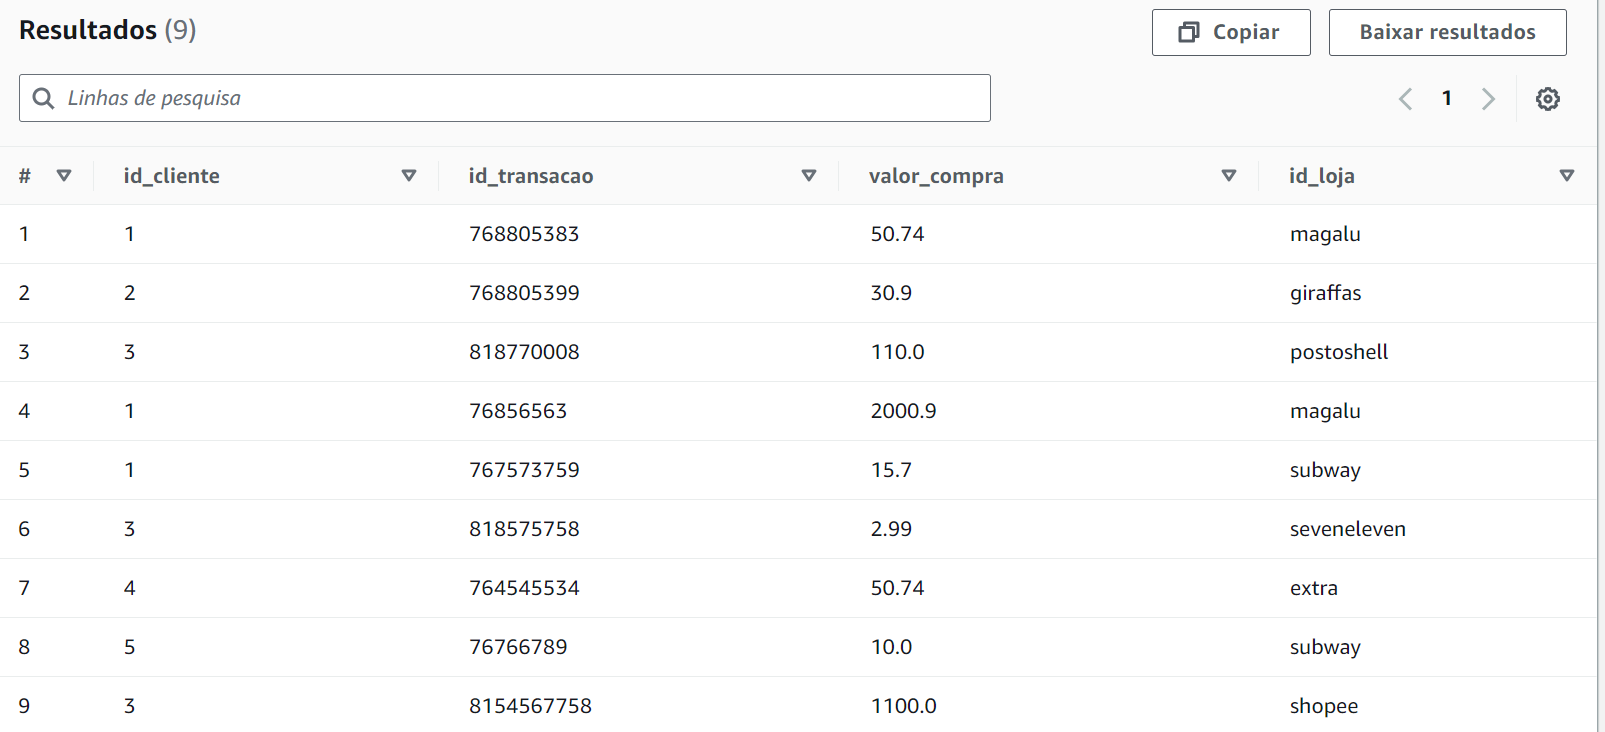 Resultados (9)
Copiar
Baixar resultados
Linhas de pesquisa
1
# id_cliente id_transacao valor_compra id_loja
1 1 768805383 50.74 magalu
2 2 768805399 30.9 giraffas
3 3 818770008 110.0 postoshell
4 1 76856563 2000.9 magalu
5 1 767573759 15.7 subway
6 3 818575758 2.99 seveneleven
7 4 764545534 50.74 extra
8 5 76766789 10.0 subway
9 3 8154567758 1100.0 shopee